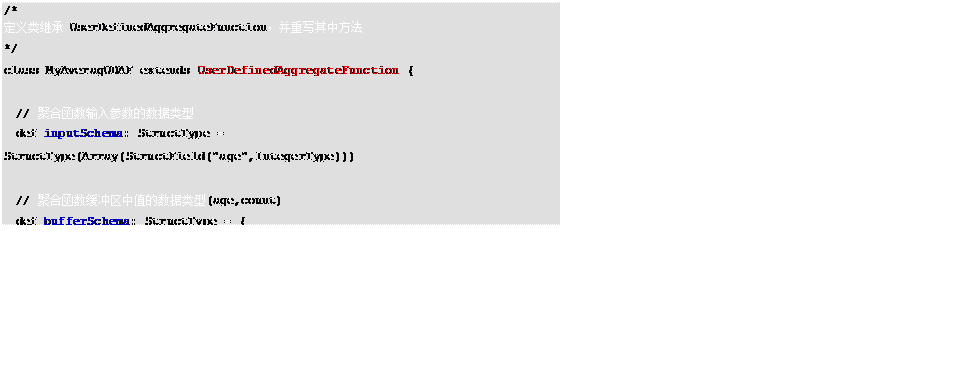 /*
定义类继承 UserDefinedAggregateFunction，并重写其中方法
*/
class MyAveragUDAF extends UserDefinedAggregateFunction {
// 聚合函数输入参数的数据类型
def inputSchema: StructType =
StructType(Array(StructField("age",IntegerType)))
// 聚合函数缓冲区中值的数据类型(age,count)
def bufferSchema: StructType = {